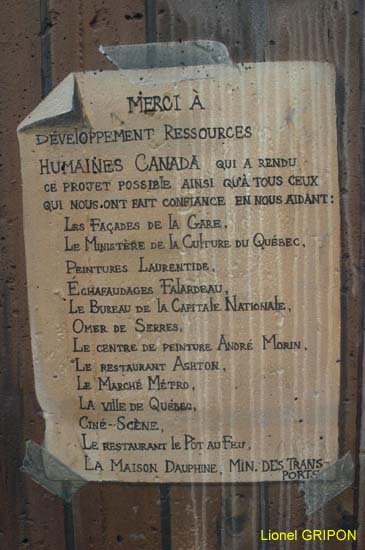 MERCI À
DÉVELOPPEMENT RESSOURCES
HUMAINES CANADA QUI A RENDU
CE PROJET POSSIBLE AINSI QU'À TOUS CEUX
QUI NOUS ONT FAIT CONFIANCE EN NOUS AIDANT:
LES FAÇADES DE LA GARE,
LE MINISTÈRE DE LA CULTURE DU QUÉBEC,
PEINTURES LAURENTIDE,
ÉCHAFAUDAGES FALARDEAU,
LE BUREAU DE LA CAPITALE NATIONALE,
OMER DE SERRES,
LE CENTRE DE PEINTURE ANDRÉ MORIN,
LE RESTAURANT ASHTON,
LE MARCHÉ MÉTRO,
LA VILLE DE QUÉBEC,
CINÉ-SCÈNE,
LE RESTAURANT LE POT AU FEU,
LA MAISON DAUPHINE, MIN. DES TRANS-
PORTS
Lionel GRIPON